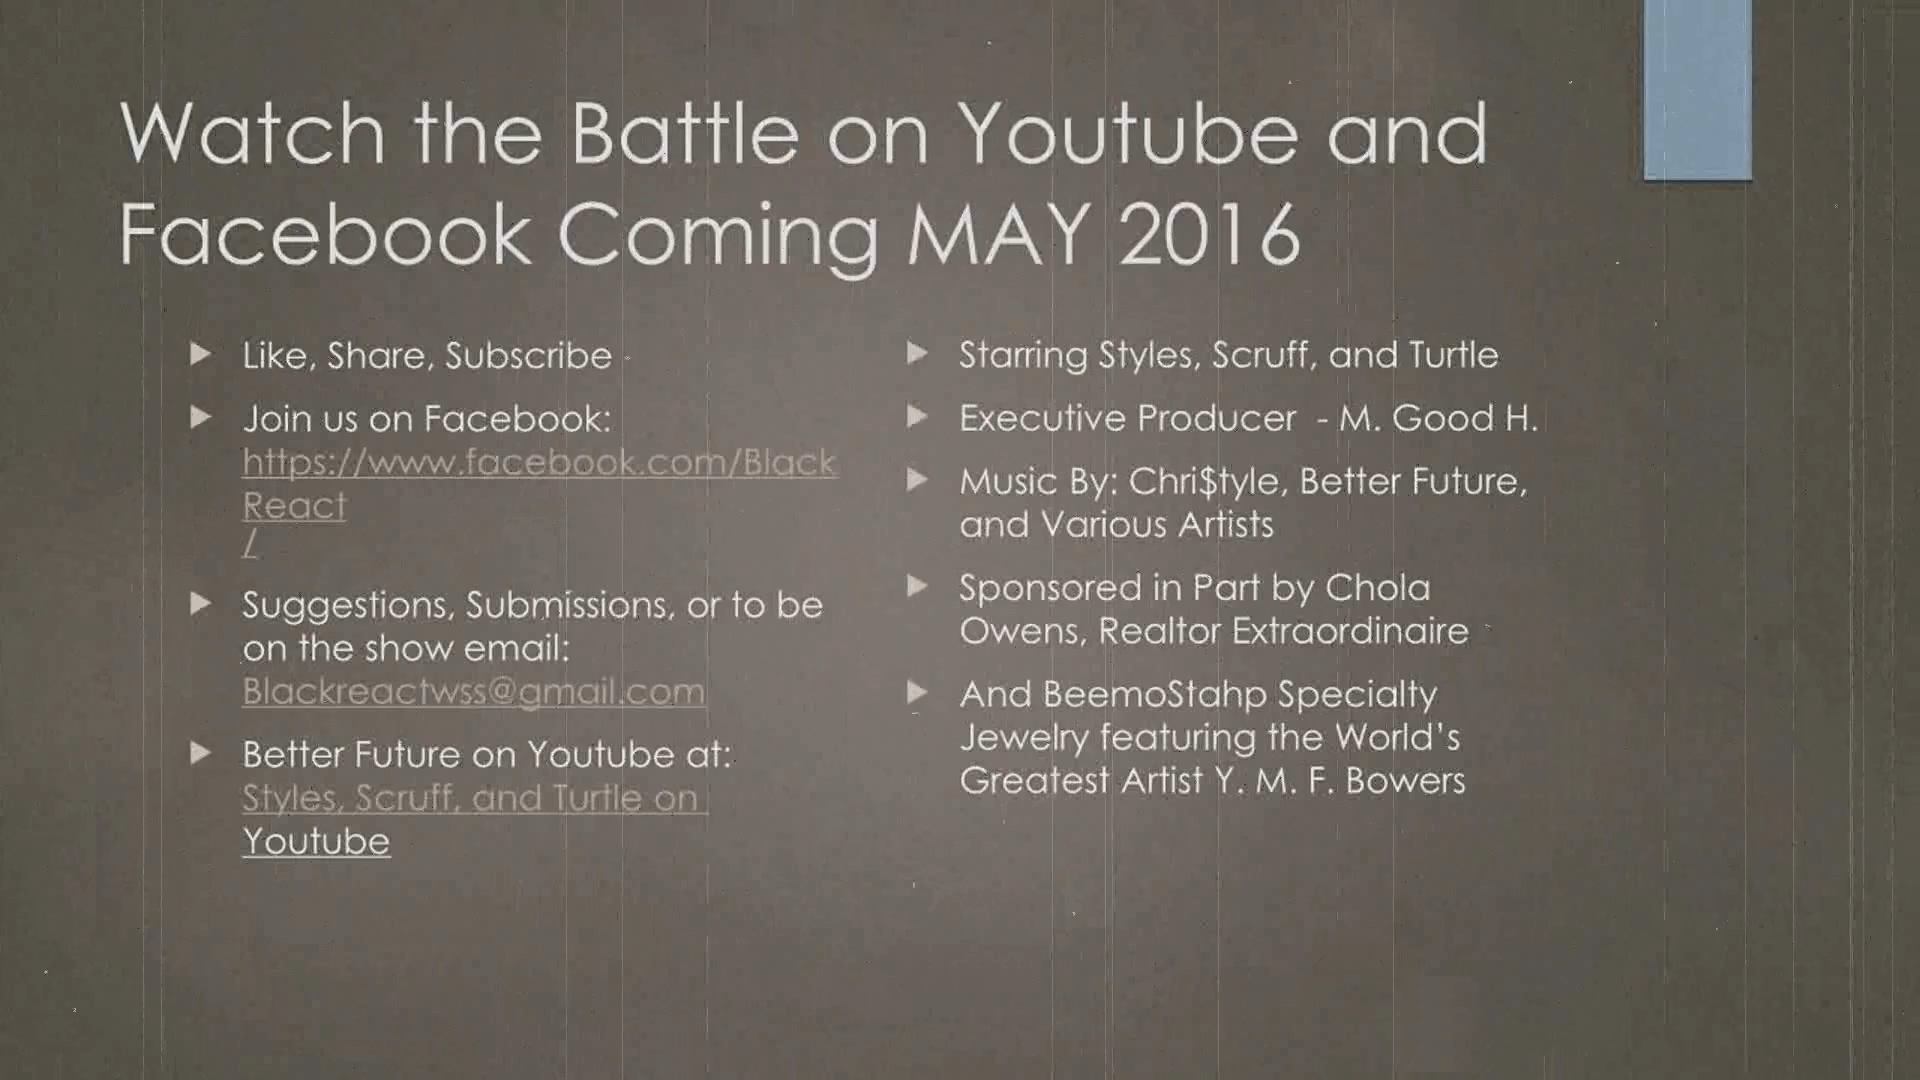 Watch the Battle on Youtube and
Facebook Coming MAY 2016
Like, Share, Subscribe
Join us on Facebook:
https://www.facebook.com/Black
React
/
Suggestions, Submissions, or to be
on the show email:
Blackreactwss@gmail.com
Better Future on Youtube at:
Styles, Scruff, and Turtle on
Youtube
Starring Styles, Scruff, and Turtle
Executive Producer - M. Good H.
Music By: Chri$tyle, Better Future,
and Various Artists
Sponsored in Part by Chola
Owens, Realtor Extraordinaire
And BeemoStahp Specialty
Jewelry featuring the World's
Greatest Artist Y. M. F. Bowers